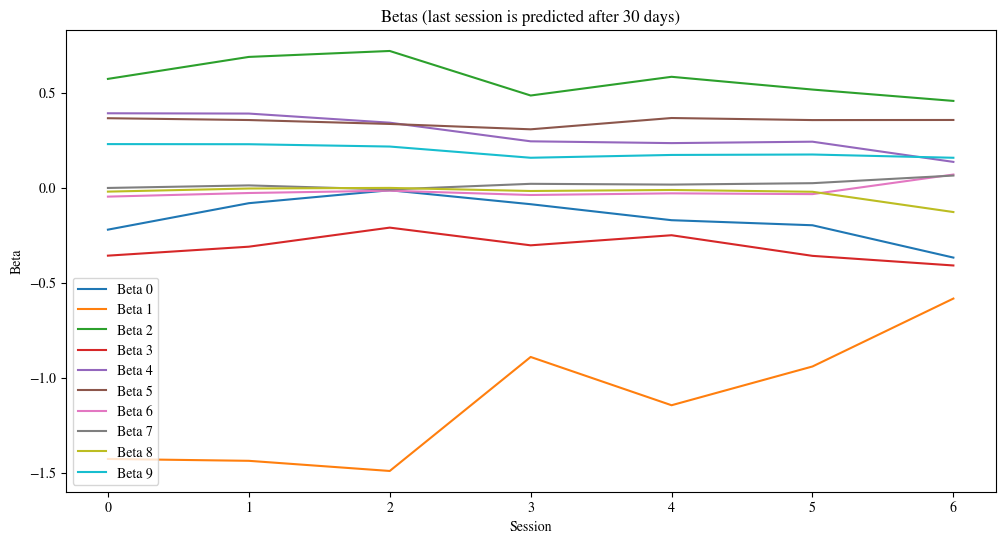 Betas (last session is predicted after 30 days)
Beta
0.5
0.0
−0.5
−1.0
−1.5
Beta 0
Beta 1
Beta 2
Beta 3
Beta 4
Beta 5
Beta 6
Beta 7
Beta 8
Beta 9
0 1 2 3 4 5 6
Session